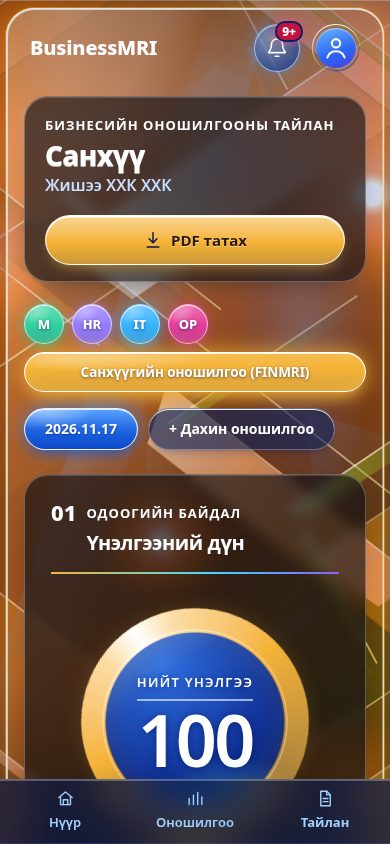 BusinessMRI
9+
БИЗНЕСИЙН ОНОШИЛГООНЫ ТАЙЛАН
Санхүү
Жишээ ХХК ХХК
PDF татах
M HR IT OP
Санхүүгийн оношилгоо (FINMRI)
2026.11.17 + Дахин оношилгоо
01 ОДООГИЙН БАЙДАЛ
Үнэлгээний дүн
НИЙТ ҮНЭЛГЭЭ
100
Нүүр Оношилгоо Тайлан